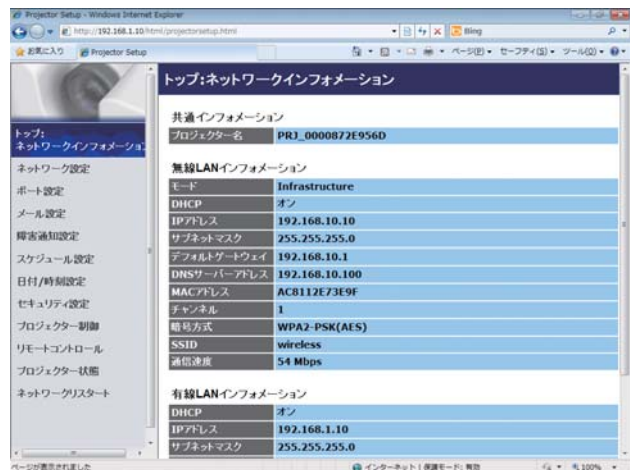 Projector Setup - Windows Internet Explorer
http://192.168.1.10/html/projectorsetup.html
Bing
お気に入り
Projector Setup
ページ(P) セーフティ(S) ツール(O)
トップ:
ネットワークインフォメーション
ネットワーク設定
ポート設定
メール設定
障害通知設定
スケジュール設定
日付/時刻設定
セキュリティ設定
プロジェクター制御
リモートコントロール
プロジェクター状態
ネットワークリスタート
トップ:ネットワークインフォメーション
共通インフォメーション
プロジェクター名 PRJ_0000872E956D
無線LANインフォメーション
モード Infrastructure
DHCP オン
IPアドレス 192.168.10.10
サブネットマスク 255.255.255.0
デフォルトゲートウェイ 192.168.10.1
DNSサーバーアドレス 192.168.10.100
MACアドレス AC8112E73E9F
チャンネル 1
暗号方式 WPA2-PSK(AES)
SSID wireless
通信速度 54 Mbps
有線LANインフォメーション
DHCP オン
IPアドレス 192.168.1.10
サブネットマスク 255.255.255.0
ページが表示されました
インターネット | 保護モード: 無効
100%